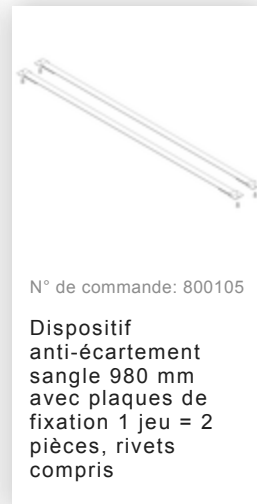 N° de commande: 800105
Dispositif
anti-écartement
sangle 980 mm
avec plaques de
fixation 1 jeu = 2
pièces, rivets
compris